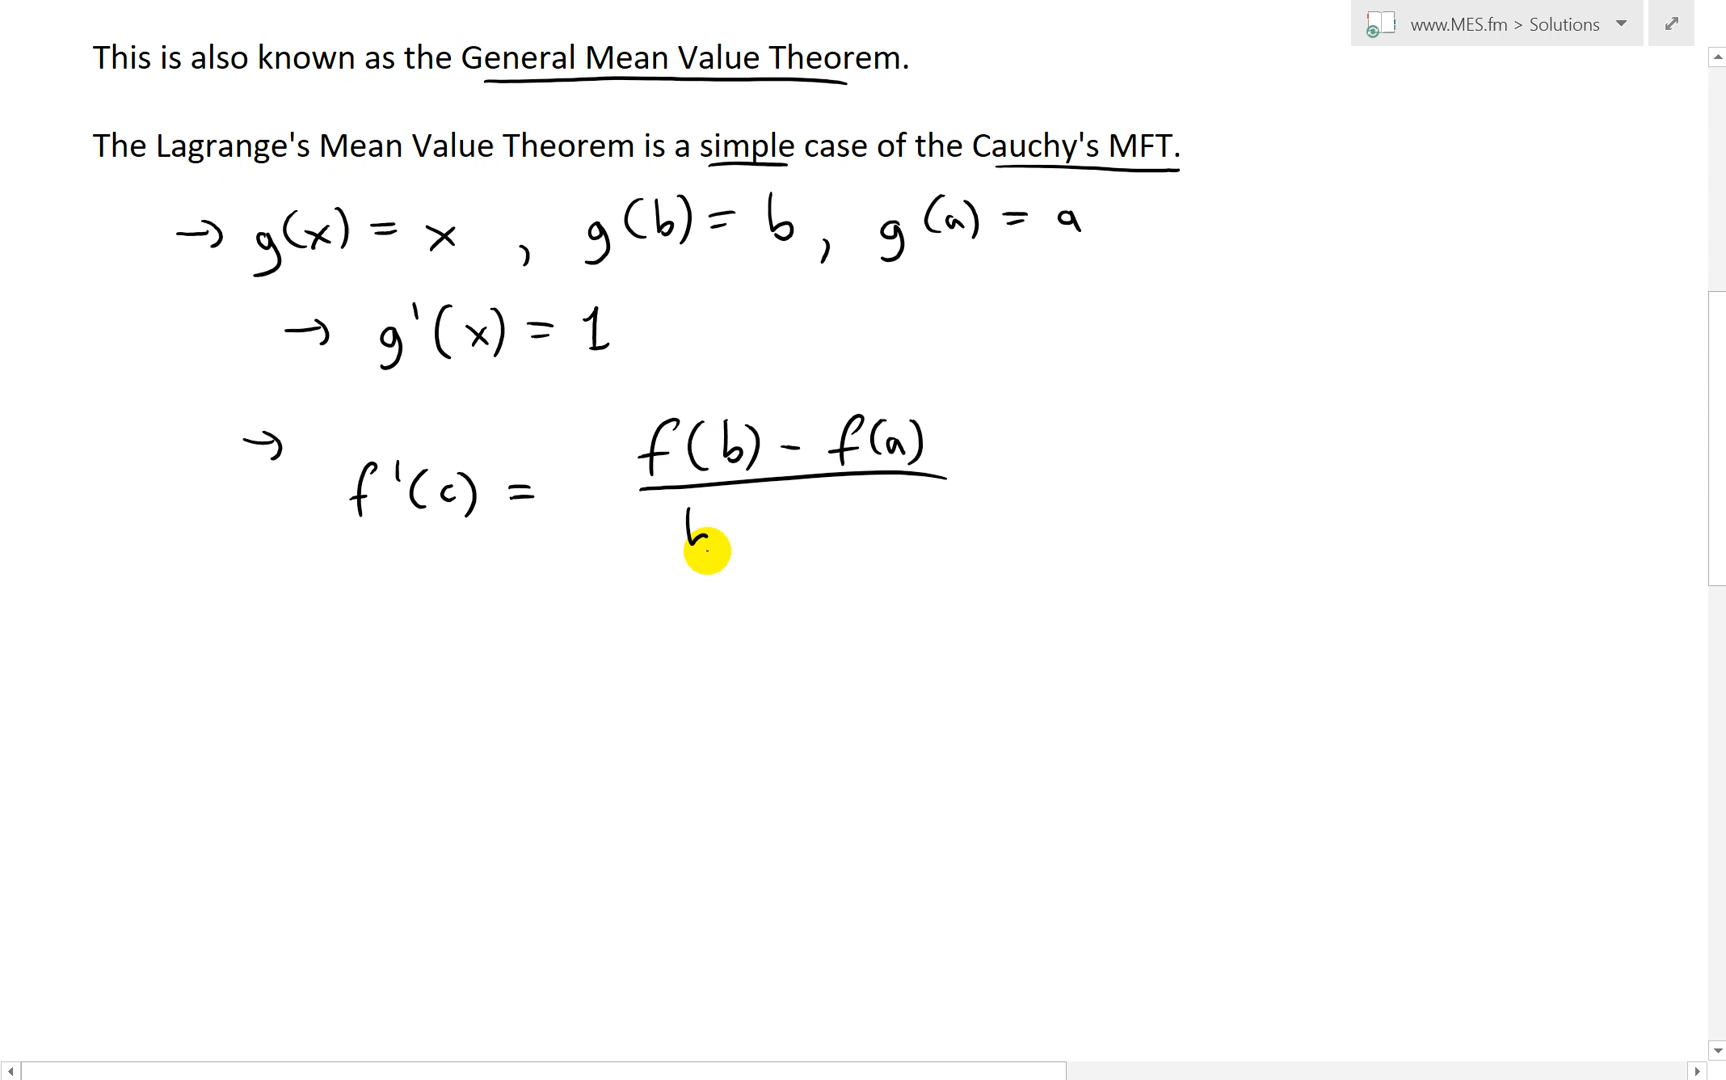 www.MES.fm > Solutions
This is also known as the General Mean Value Theorem.
The Lagrange's Mean Value Theorem is a simple case of the Cauchy's MFT.
→ g(x) = x , g(b) = b , g(a) = a
→ g'(x) = 1
→ f'(c) = f(b) - f(a)
b